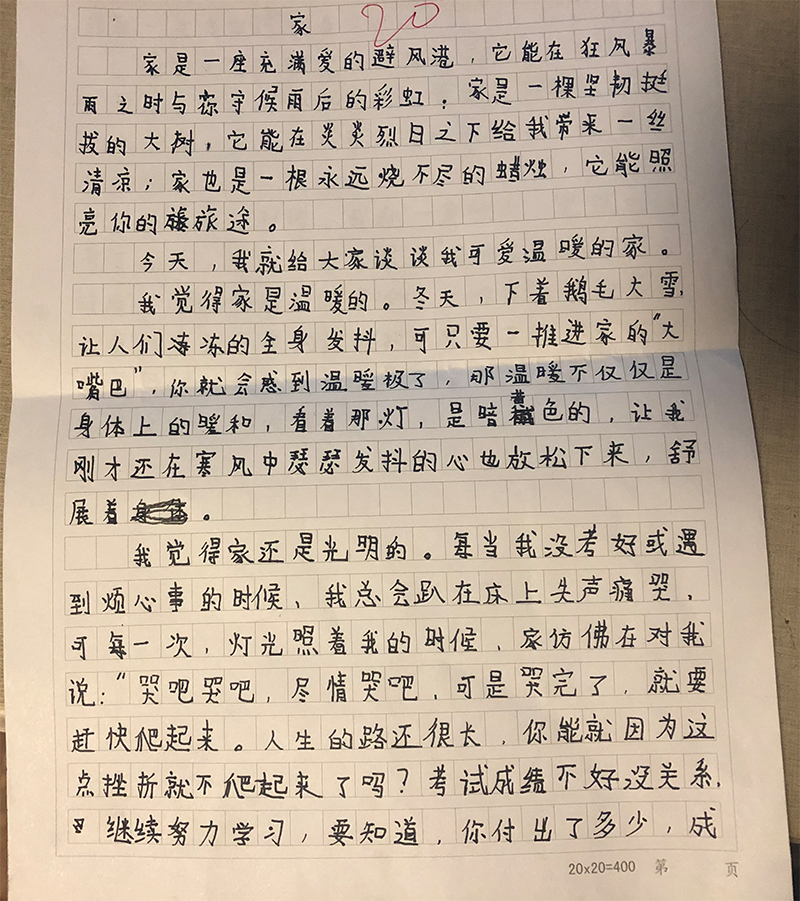 家
20
家是一座充满爱的避风港，它能在狂风暴
雨之时与你守候雨后的彩虹；家是一棵坚韧挺
拔的大树，它能在炎炎烈日之下给我带来一丝
清凉；家也是一根永远烧不尽的蜡烛，它能照
亮你的旅途。
今天，我就给大家谈谈我可爱温暖的家。
我觉得家是温暖的。冬天，下着鹅毛大雪，
让人们冻的全身发抖，可只要一推进家的“大
嘴巴”，你就会感到温暖极了，那温暖不仅仅是
身体上的暖和，看着那灯，是暗黄色的，让我
刚才还在寒风中瑟瑟发抖的心也放松下来，舒
展着。
我觉得家还是光明的。每当我没考好或遇
到烦心事的时候，我总会趴在床上失声痛哭，
可每一次，灯光照着我的时候，家仿佛在对我
说：“哭吧哭吧，尽情哭吧，可是哭完了，就要
赶快爬起来。人生的路还很长，你能就因为这
点挫折就不爬起来了吗？考试成绩不好没关系，
继续努力学习，要知道，你付出了多少，成
20×20=400 第 页